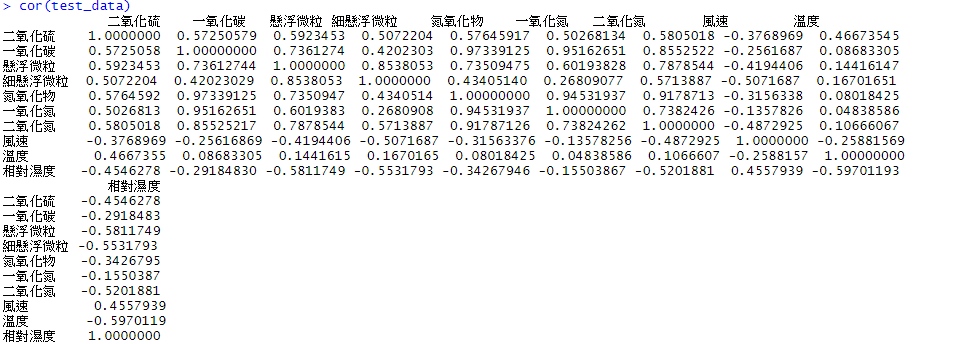 > cor(test_data)
二氧化硫 一氧化碳 懸浮微粒 細懸浮微粒 氮氧化物 一氧化氮 二氧化氮 風速 溫度
二氧化硫 1.0000000 0.57250579 0.5923453 0.5072204 0.57645917 0.50268134 0.5805018 -0.3768969 0.46673545
一氧化碳 0.5725058 1.00000000 0.7361274 0.4202303 0.97339125 0.95162651 0.8552522 -0.2561687 0.08683305
懸浮微粒 0.5923453 0.73612744 1.0000000 0.8538053 0.73509475 0.60193828 0.7878544 -0.4194406 0.14416147
細懸浮微粒 0.5072204 0.42023029 0.8538053 1.0000000 0.43405140 0.26809077 0.5713887 -0.5071687 0.16701651
氮氧化物 0.5764592 0.97339125 0.7350947 0.4340514 1.00000000 0.94531937 0.9178713 -0.3156338 0.08018425
一氧化氮 0.5026813 0.95162651 0.6019383 0.2680908 0.94531937 1.00000000 0.7382426 -0.1357826 0.04838586
二氧化氮 0.5805018 0.85525217 0.7878544 0.5713887 0.91787126 0.73824262 1.0000000 -0.4872925 0.10666067
風速 -0.3768969 -0.25616869 -0.4194406 -0.5071687 -0.31563376 -0.13578256 -0.4872925 1.0000000 -0.25881569
溫度 0.4667355 0.08683305 0.1441615 0.1670165 0.08018425 0.04838586 0.1066607 -0.2588157 1.00000000
相對濕度 -0.4546278 -0.29184830 -0.5811749 -0.5531793 -0.34267946 -0.15503867 -0.5201881 0.4557939 -0.59701193
相對濕度
二氧化硫 -0.4546278
一氧化碳 -0.2918483
懸浮微粒 -0.5811749
細懸浮微粒 -0.5531793
氮氧化物 -0.3426795
一氧化氮 -0.1550387
二氧化氮 -0.5201881
風速 0.4557939
溫度 -0.5970119
相對濕度 1.0000000